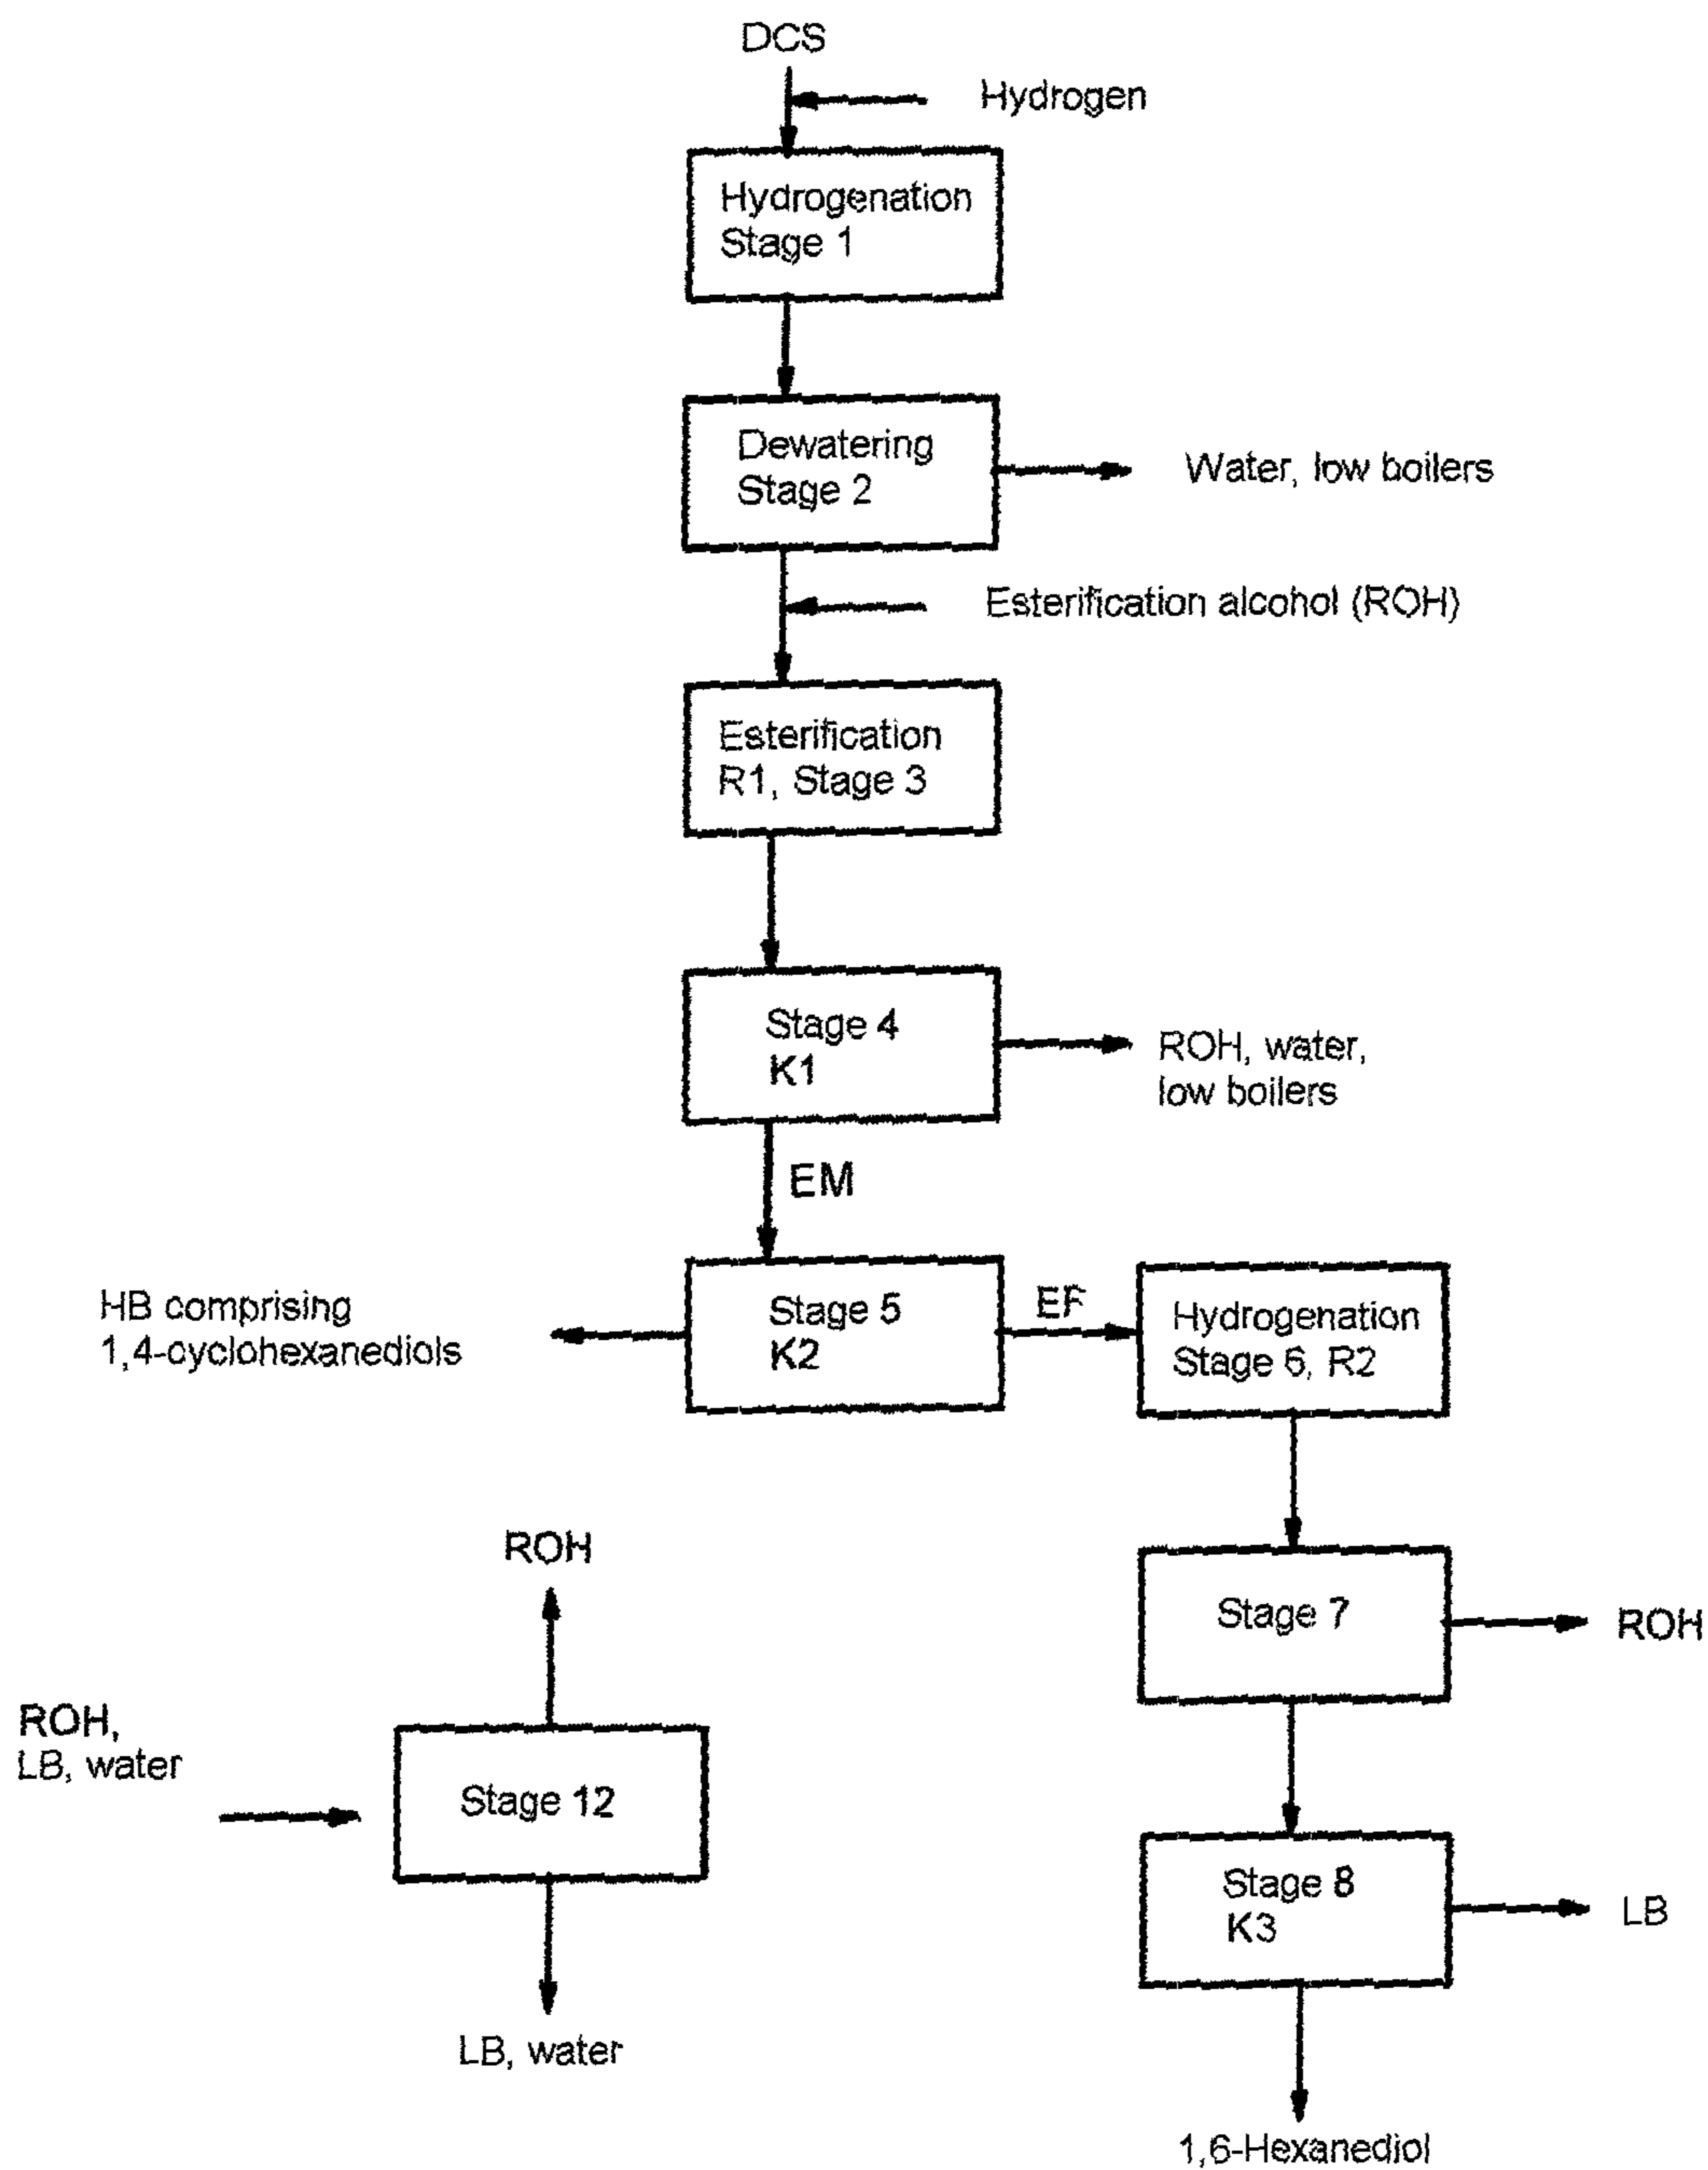 DCS
Hydrogen
Hydrogenation
Stage 1
Dewatering
Stage 2
Water, low boilers
Esterification alcohol (ROH)
Esterification
R1, Stage 3
Stage 4
K1
ROH, water,
low boilers
EM
HB comprising
1,4-cyclohexanediols
Stage 5
K2
EF
Hydrogenation
Stage 6, R2
ROH
Stage 7
ROH
ROH,
LB, water
Stage 12
Stage 8
K3
LB
LB, water
1,6-Hexanediol